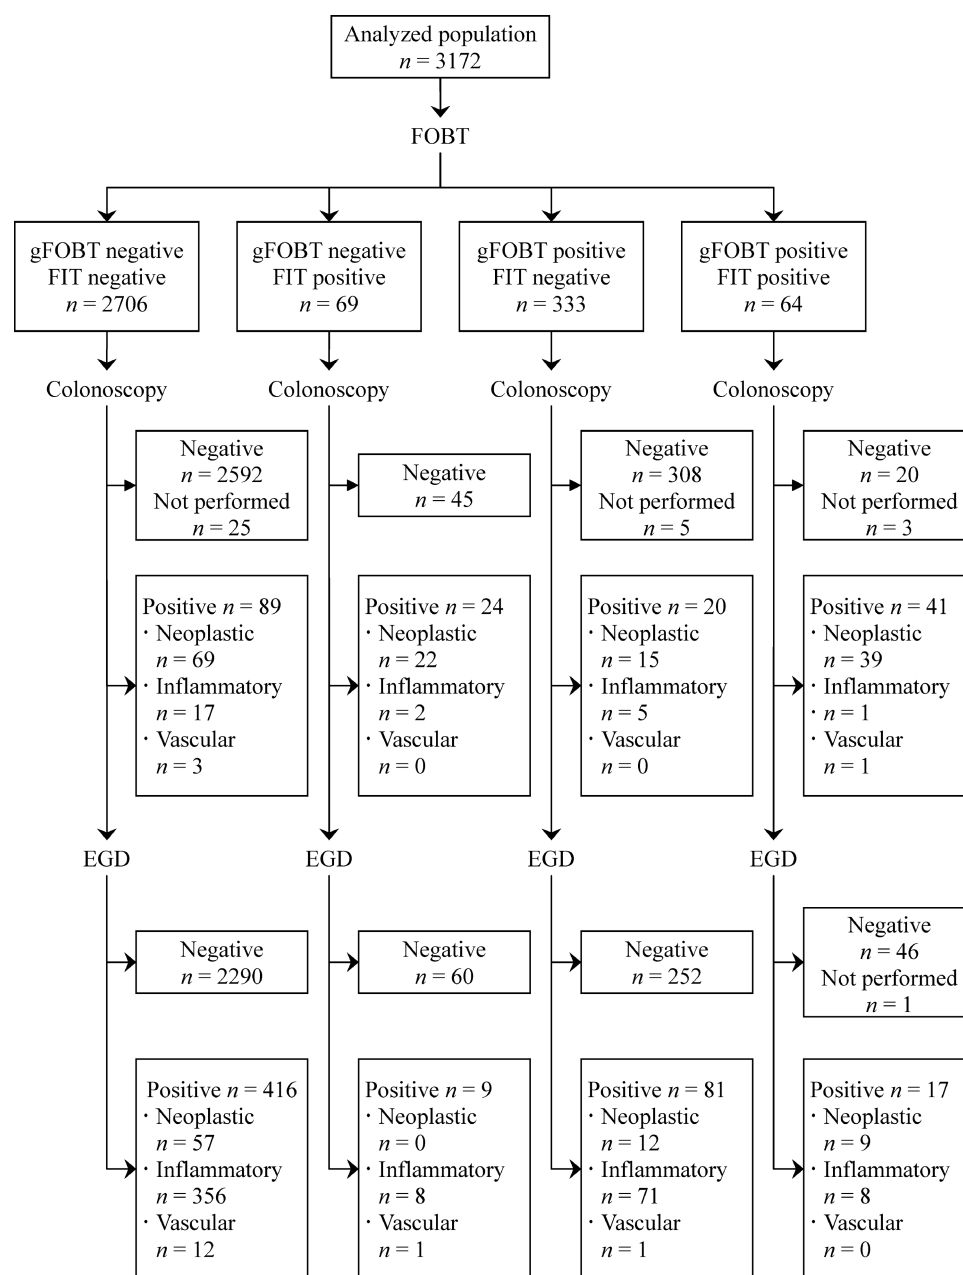 Analyzed population
n = 3172
FOBT
gFOBT negative
FIT negative
n = 2706
gFOBT negative
FIT positive
n = 69
gFOBT positive
FIT negative
n = 333
gFOBT positive
FIT positive
n = 64
Colonoscopy
Colonoscopy
Colonoscopy
Colonoscopy
Negative
n = 2592
Not performed
n = 25
Negative
n = 45
Negative
n = 308
Not performed
n = 5
Negative
n = 20
Not performed
n = 3
Positive n = 89
· Neoplastic
n = 69
· Inflammatory
n = 17
· Vascular
n = 3
Positive n = 24
· Neoplastic
n = 22
· Inflammatory
n = 2
· Vascular
n = 0
Positive n = 20
· Neoplastic
n = 15
· Inflammatory
n = 5
· Vascular
n = 0
Positive n = 41
· Neoplastic
n = 39
· Inflammatory
· n = 1
· Vascular
n = 1
EGD
EGD
EGD
EGD
Negative
n = 2290
Negative
n = 60
Negative
n = 252
Negative
n = 46
Not performed
n = 1
Positive n = 416
· Neoplastic
n = 57
· Inflammatory
n = 356
· Vascular
n = 12
Positive n = 9
· Neoplastic
n = 0
· Inflammatory
n = 8
· Vascular
n = 1
Positive n = 81
· Neoplastic
n = 12
· Inflammatory
n = 71
· Vascular
n = 1
Positive n = 17
· Neoplastic
n = 9
· Inflammatory
n = 8
· Vascular
n = 0